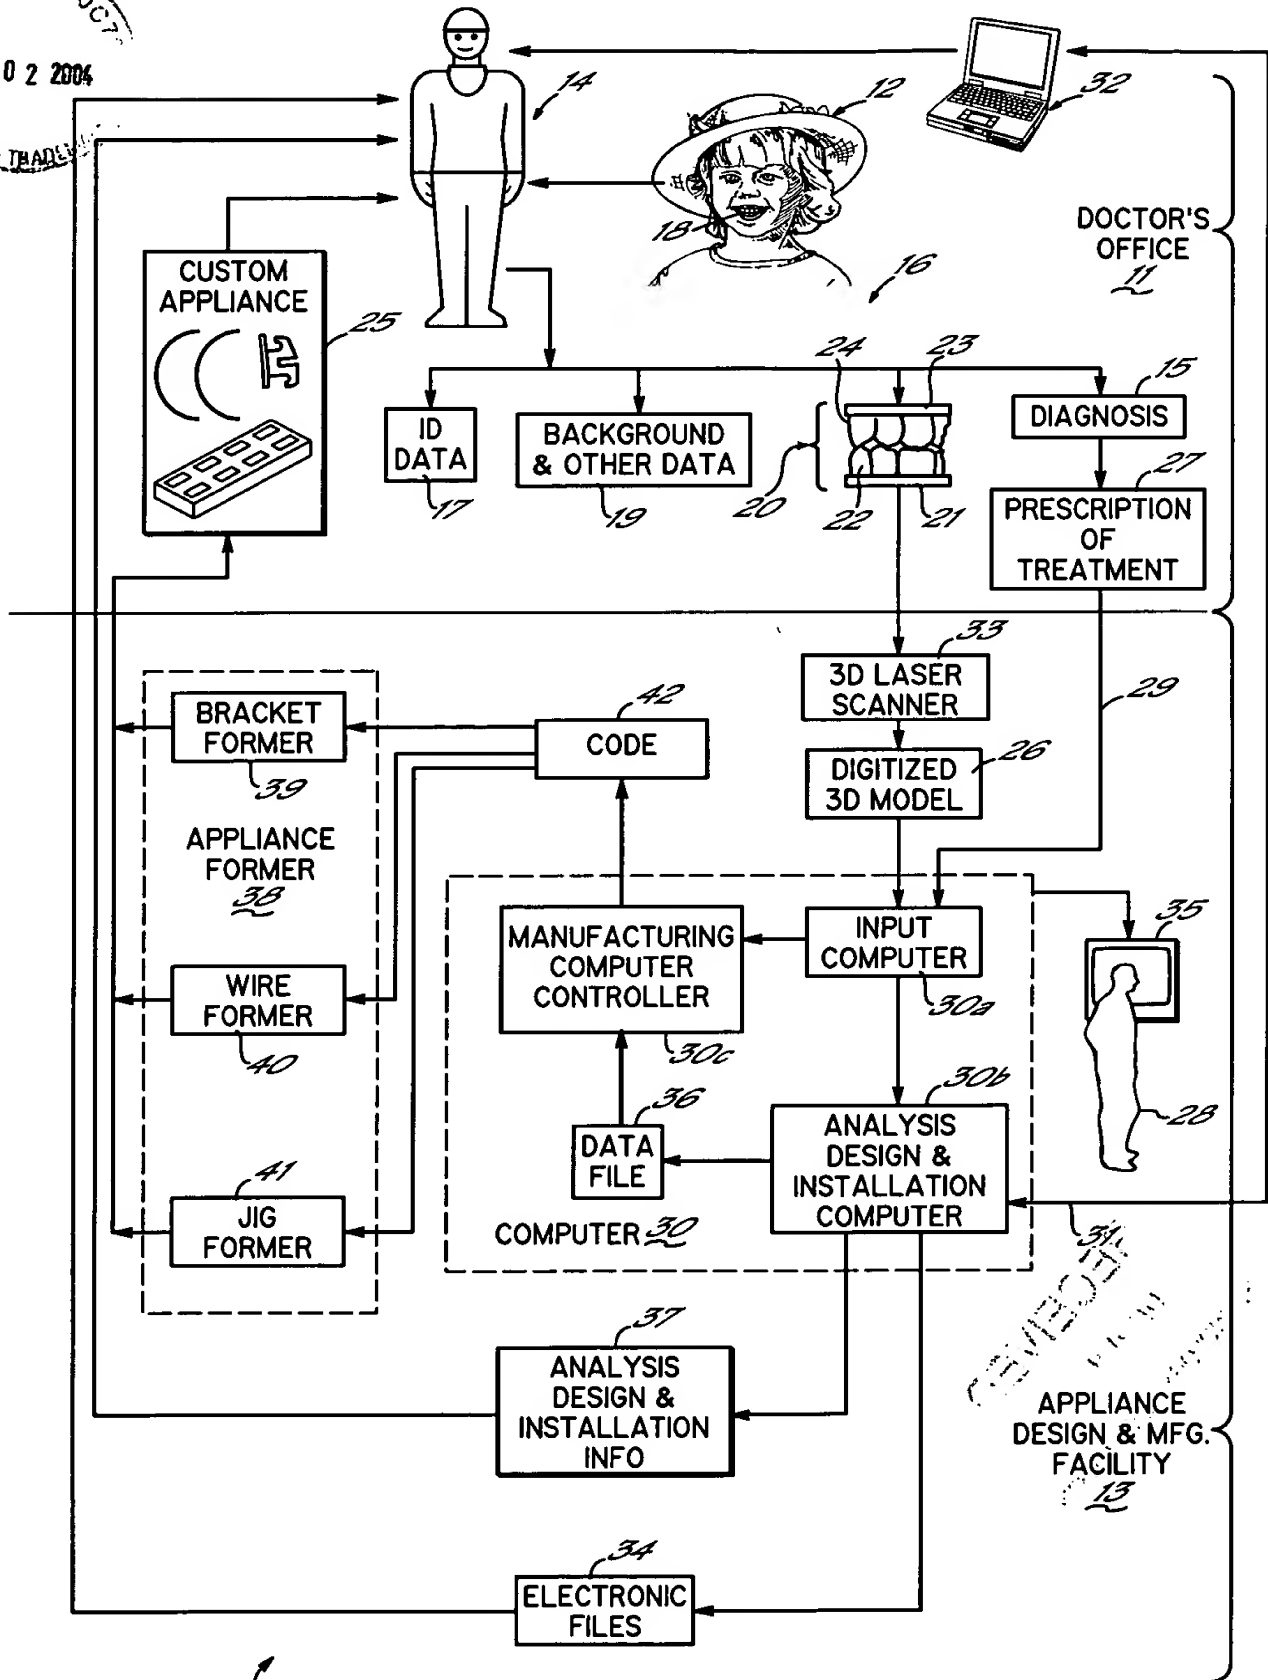 0 2 2004
14
12
32
18
DOCTOR'S
OFFICE
11
16
CUSTOM
APPLIANCE
25
24
23
15
ID
DATA
17
BACKGROUND
& OTHER DATA
19
20
22
21
DIAGNOSIS
27
PRESCRIPTION
OF
TREATMENT
33
3D LASER
SCANNER
29
42
CODE
BRACKET
FORMER
39
26
DIGITIZED
3D MODEL
APPLIANCE
FORMER
38
MANUFACTURING
COMPUTER
CONTROLLER
30c
INPUT
COMPUTER
30a
35
WIRE
FORMER
40
30b
36
DATA
FILE
ANALYSIS
DESIGN &
INSTALLATION
COMPUTER
28
41
JIG
FORMER
COMPUTER 30
31
37
ANALYSIS
DESIGN &
INSTALLATION
INFO
APPLIANCE
DESIGN & MFG.
FACILITY
13
34
ELECTRONIC
FILES